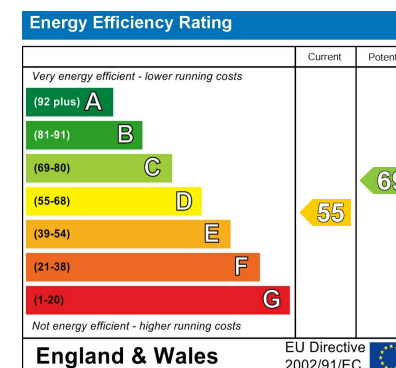 Energy Efficiency Rating
Current
Very energy efficient - lower running costs
(92 plus) A
(81-91) B
(69-80) C
69
(55-68) D
55
(39-54) E
(21-38) F
(1-20) G
Not energy efficient - higher running costs
England & Wales
EU Directive
2002/91/EC